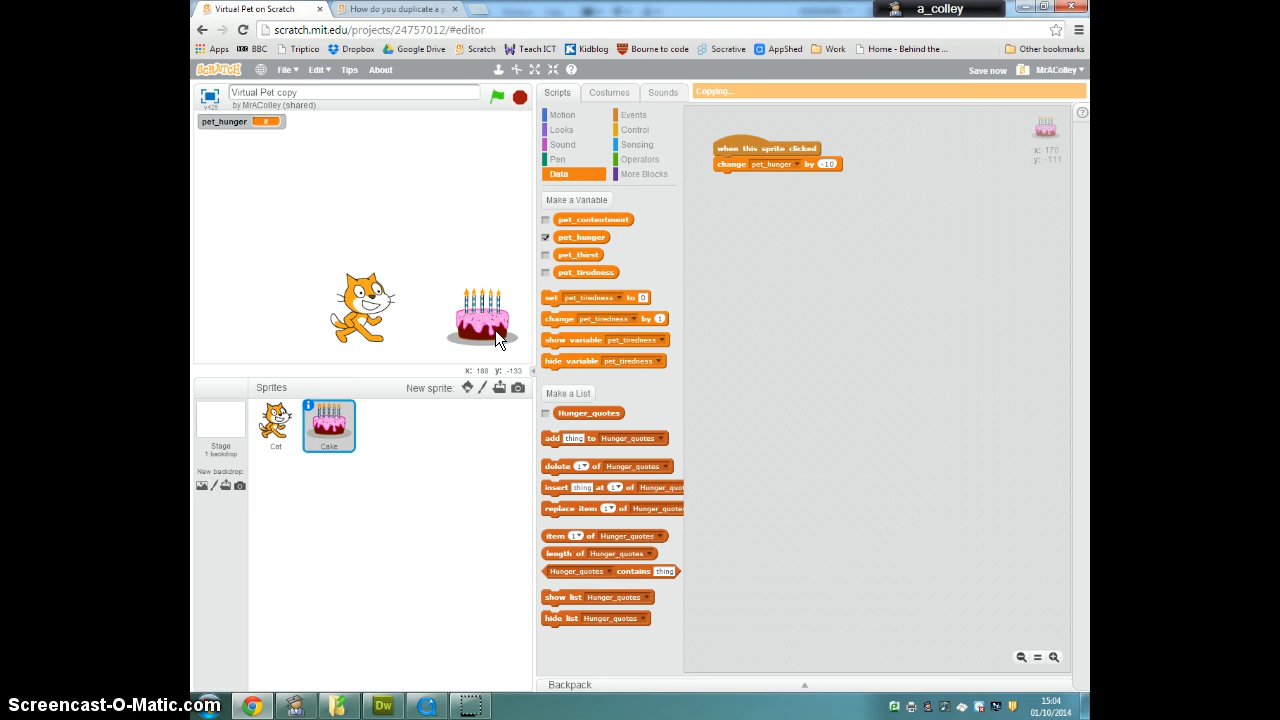 Virtual Pet on Scratch
How do you duplicate a p
a_colley
scratch.mit.edu/projects/24757012/#editor
Apps
BBC
Triptico
Dropbox
Google Drive
Scratch
Teach ICT
Kidblog
Bourne to code
Socrative
AppShed
Work
Home - Behind the ...
Other bookmarks
SCRATCH
File
Edit
Tips
About
Save now
MrAColley
v426
Virtual Pet copy
by MrAColley (shared)
Scripts
Costumes
Sounds
Copying...
pet_hunger
Motion
Events
Looks
Control
Sound
Sensing
Pen
Operators
Data
More Blocks
when this sprite clicked
change pet_hunger by -10
x: 170
y: -111
Make a Variable
pet_contentment
pet_hunger
pet_thirst
pet_tiredness
set pet_tiredness to 0
change pet_tiredness by 1
show variable pet_tiredness
hide variable pet_tiredness
x: 188 y: -133
Sprites
New sprite:
Make a List
Hunger_quotes
Stage
1 backdrop
New backdrop:
Cat
Cake
add thing to Hunger_quotes
delete 1 of Hunger_quotes
insert thing at 1 of Hunger_quot
replace item 1 of Hunger_quote
item 1 of Hunger_quotes
length of Hunger_quotes
Hunger_quotes contains thing
show list Hunger_quotes
hide list Hunger_quotes
Backpack
Dw
15:04
01/10/2014
Screencast-O-Matic.com